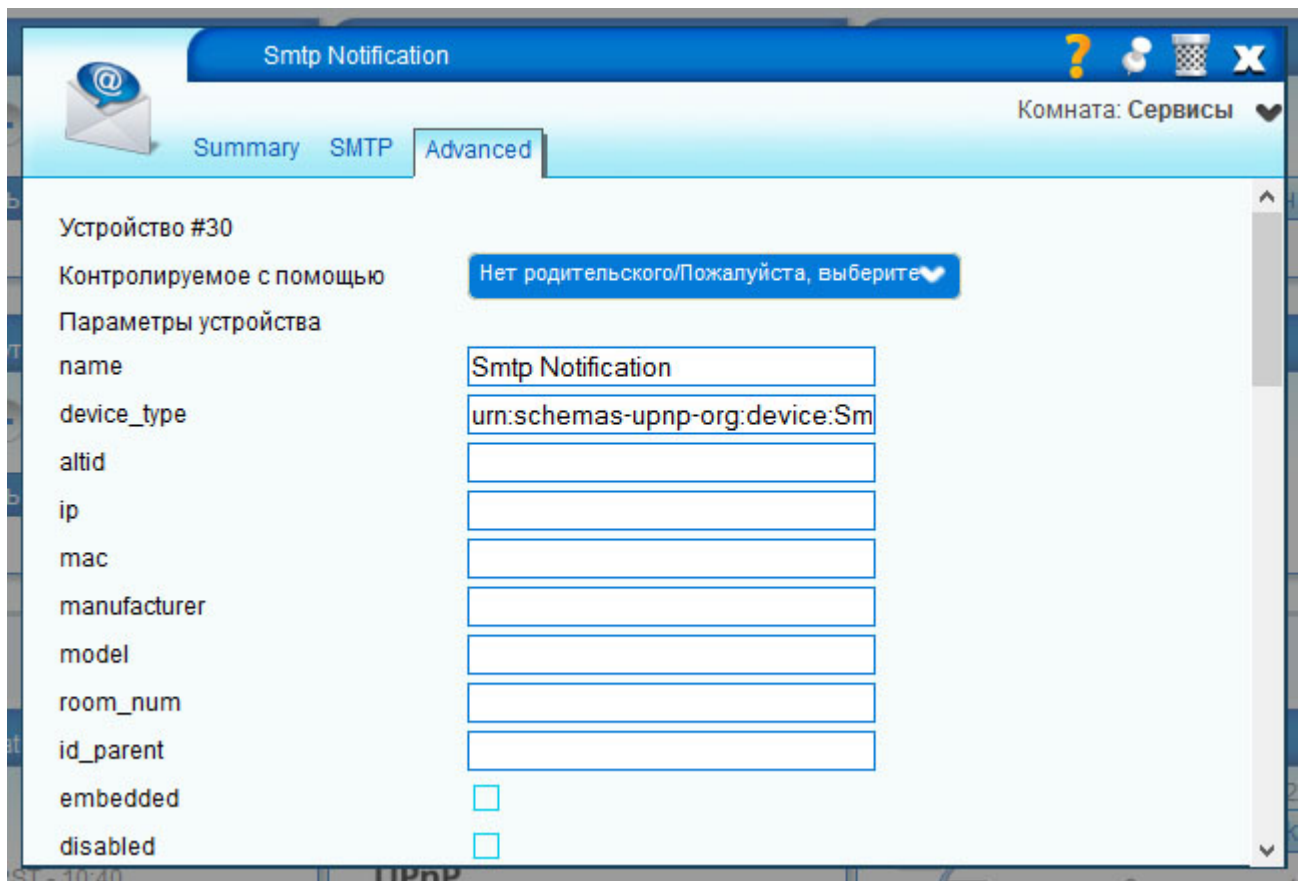 Smtp Notification
Комната: Сервисы
Summary SMTP Advanced
Устройство #30
Контролируемое с помощью Нет родительского/Пожалуйста, выберите
Параметры устройства
name Smtp Notification
device_type urn:schemas-upnp-org:device:Sm
altid
ip
mac
manufacturer
model
room_num
id_parent
embedded
disabled